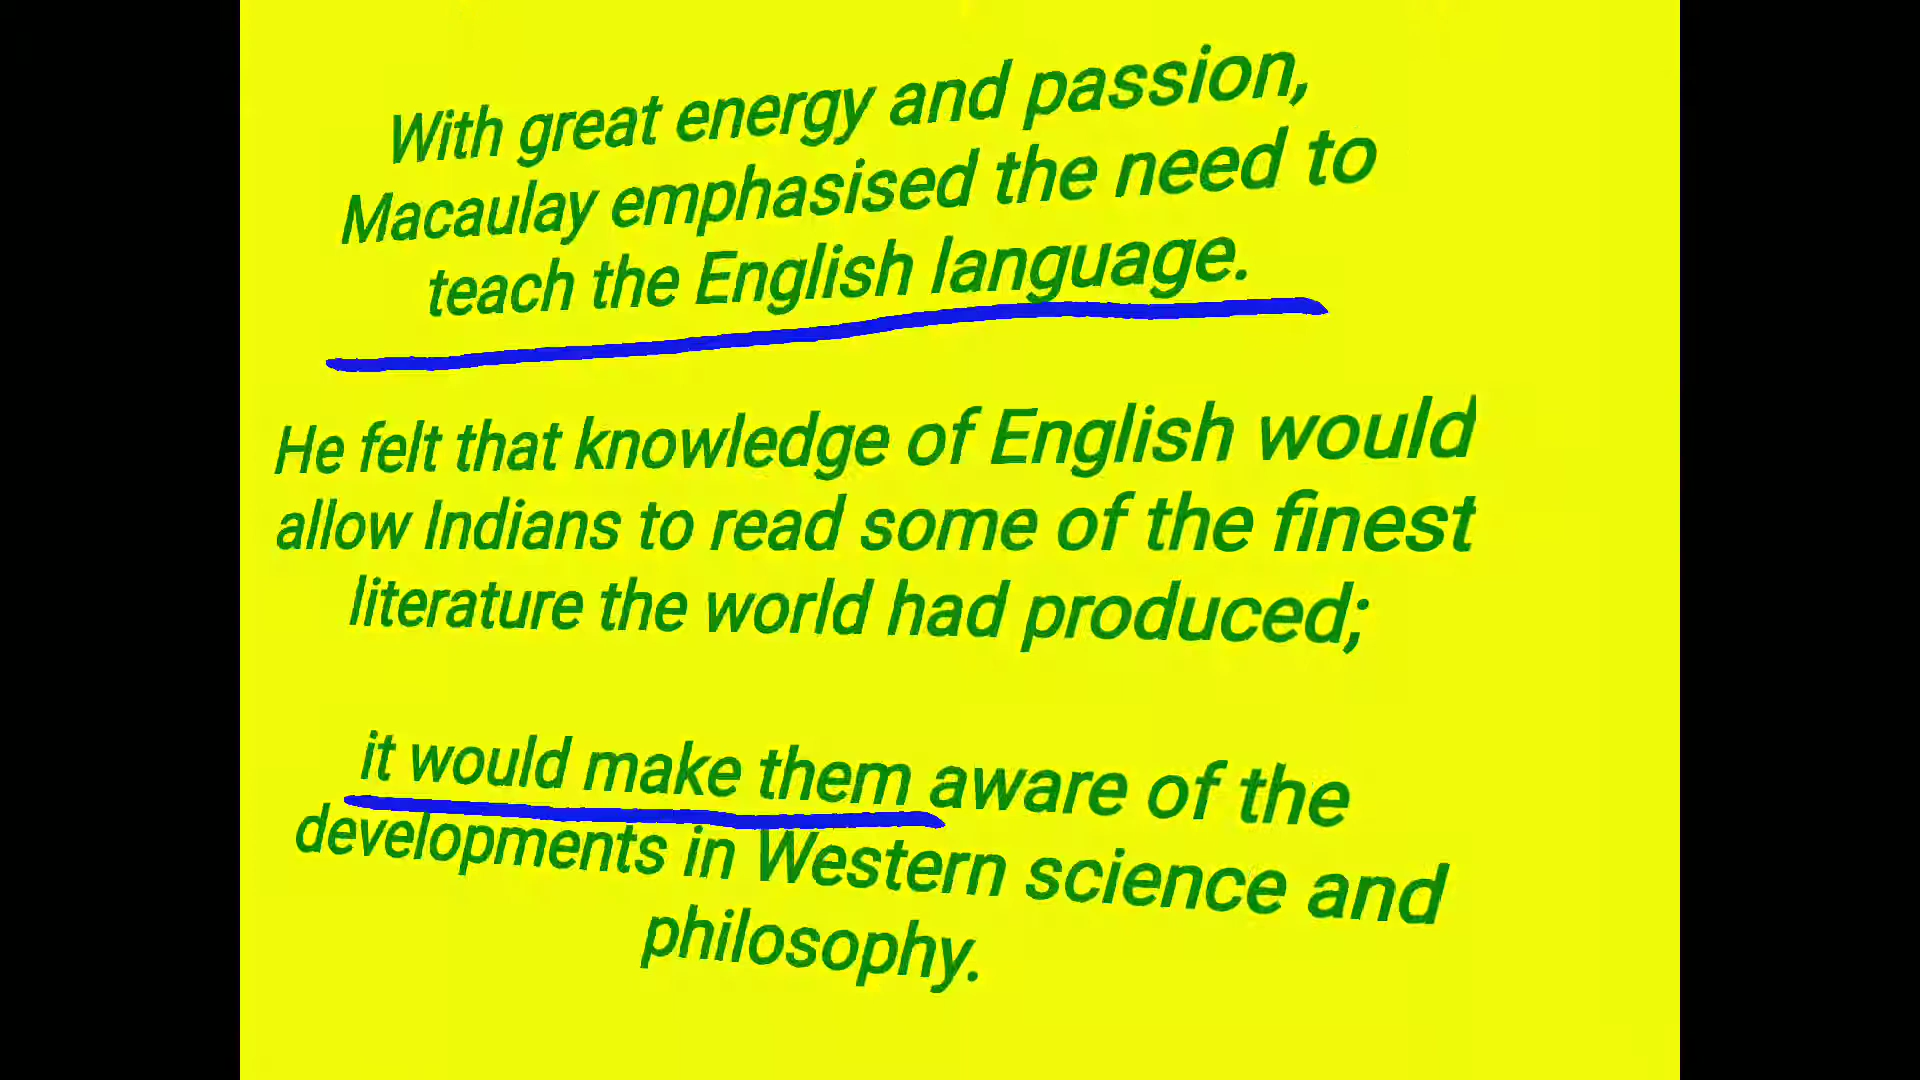 With great energy and passion,
Macaulay emphasised the need to
teach the English language.
He felt that knowledge of English would
allow Indians to read some of the finest
literature the world had produced;
it would make them aware of the
developments in Western science and
philosophy.